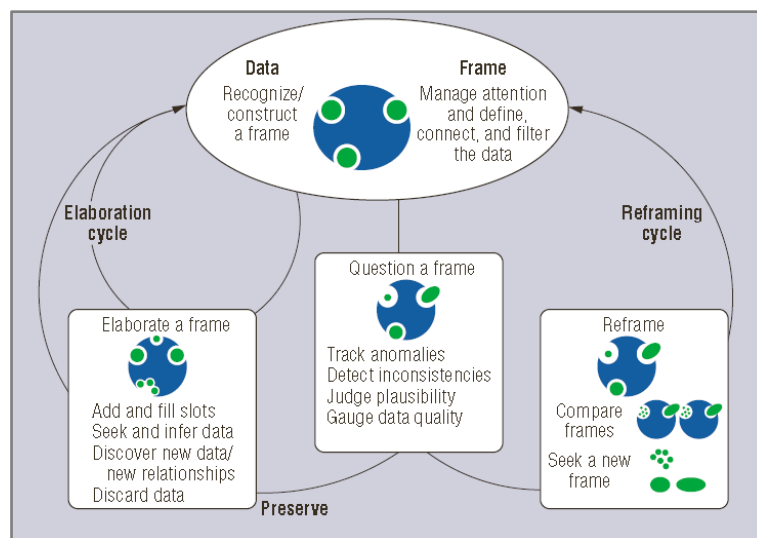 Data
Recognize/
construct
a frame
Frame
Manage attention
and define,
connect, and filter
the data
Elaboration
cycle
Reframing
cycle
Question a frame
Track anomalies
Detect inconsistencies
Judge plausibility
Gauge data quality
Elaborate a frame
Add and fill slots
Seek and infer data
Discover new data/
new relationships
Discard data
Reframe
Compare
frames
Seek a new
frame
Preserve